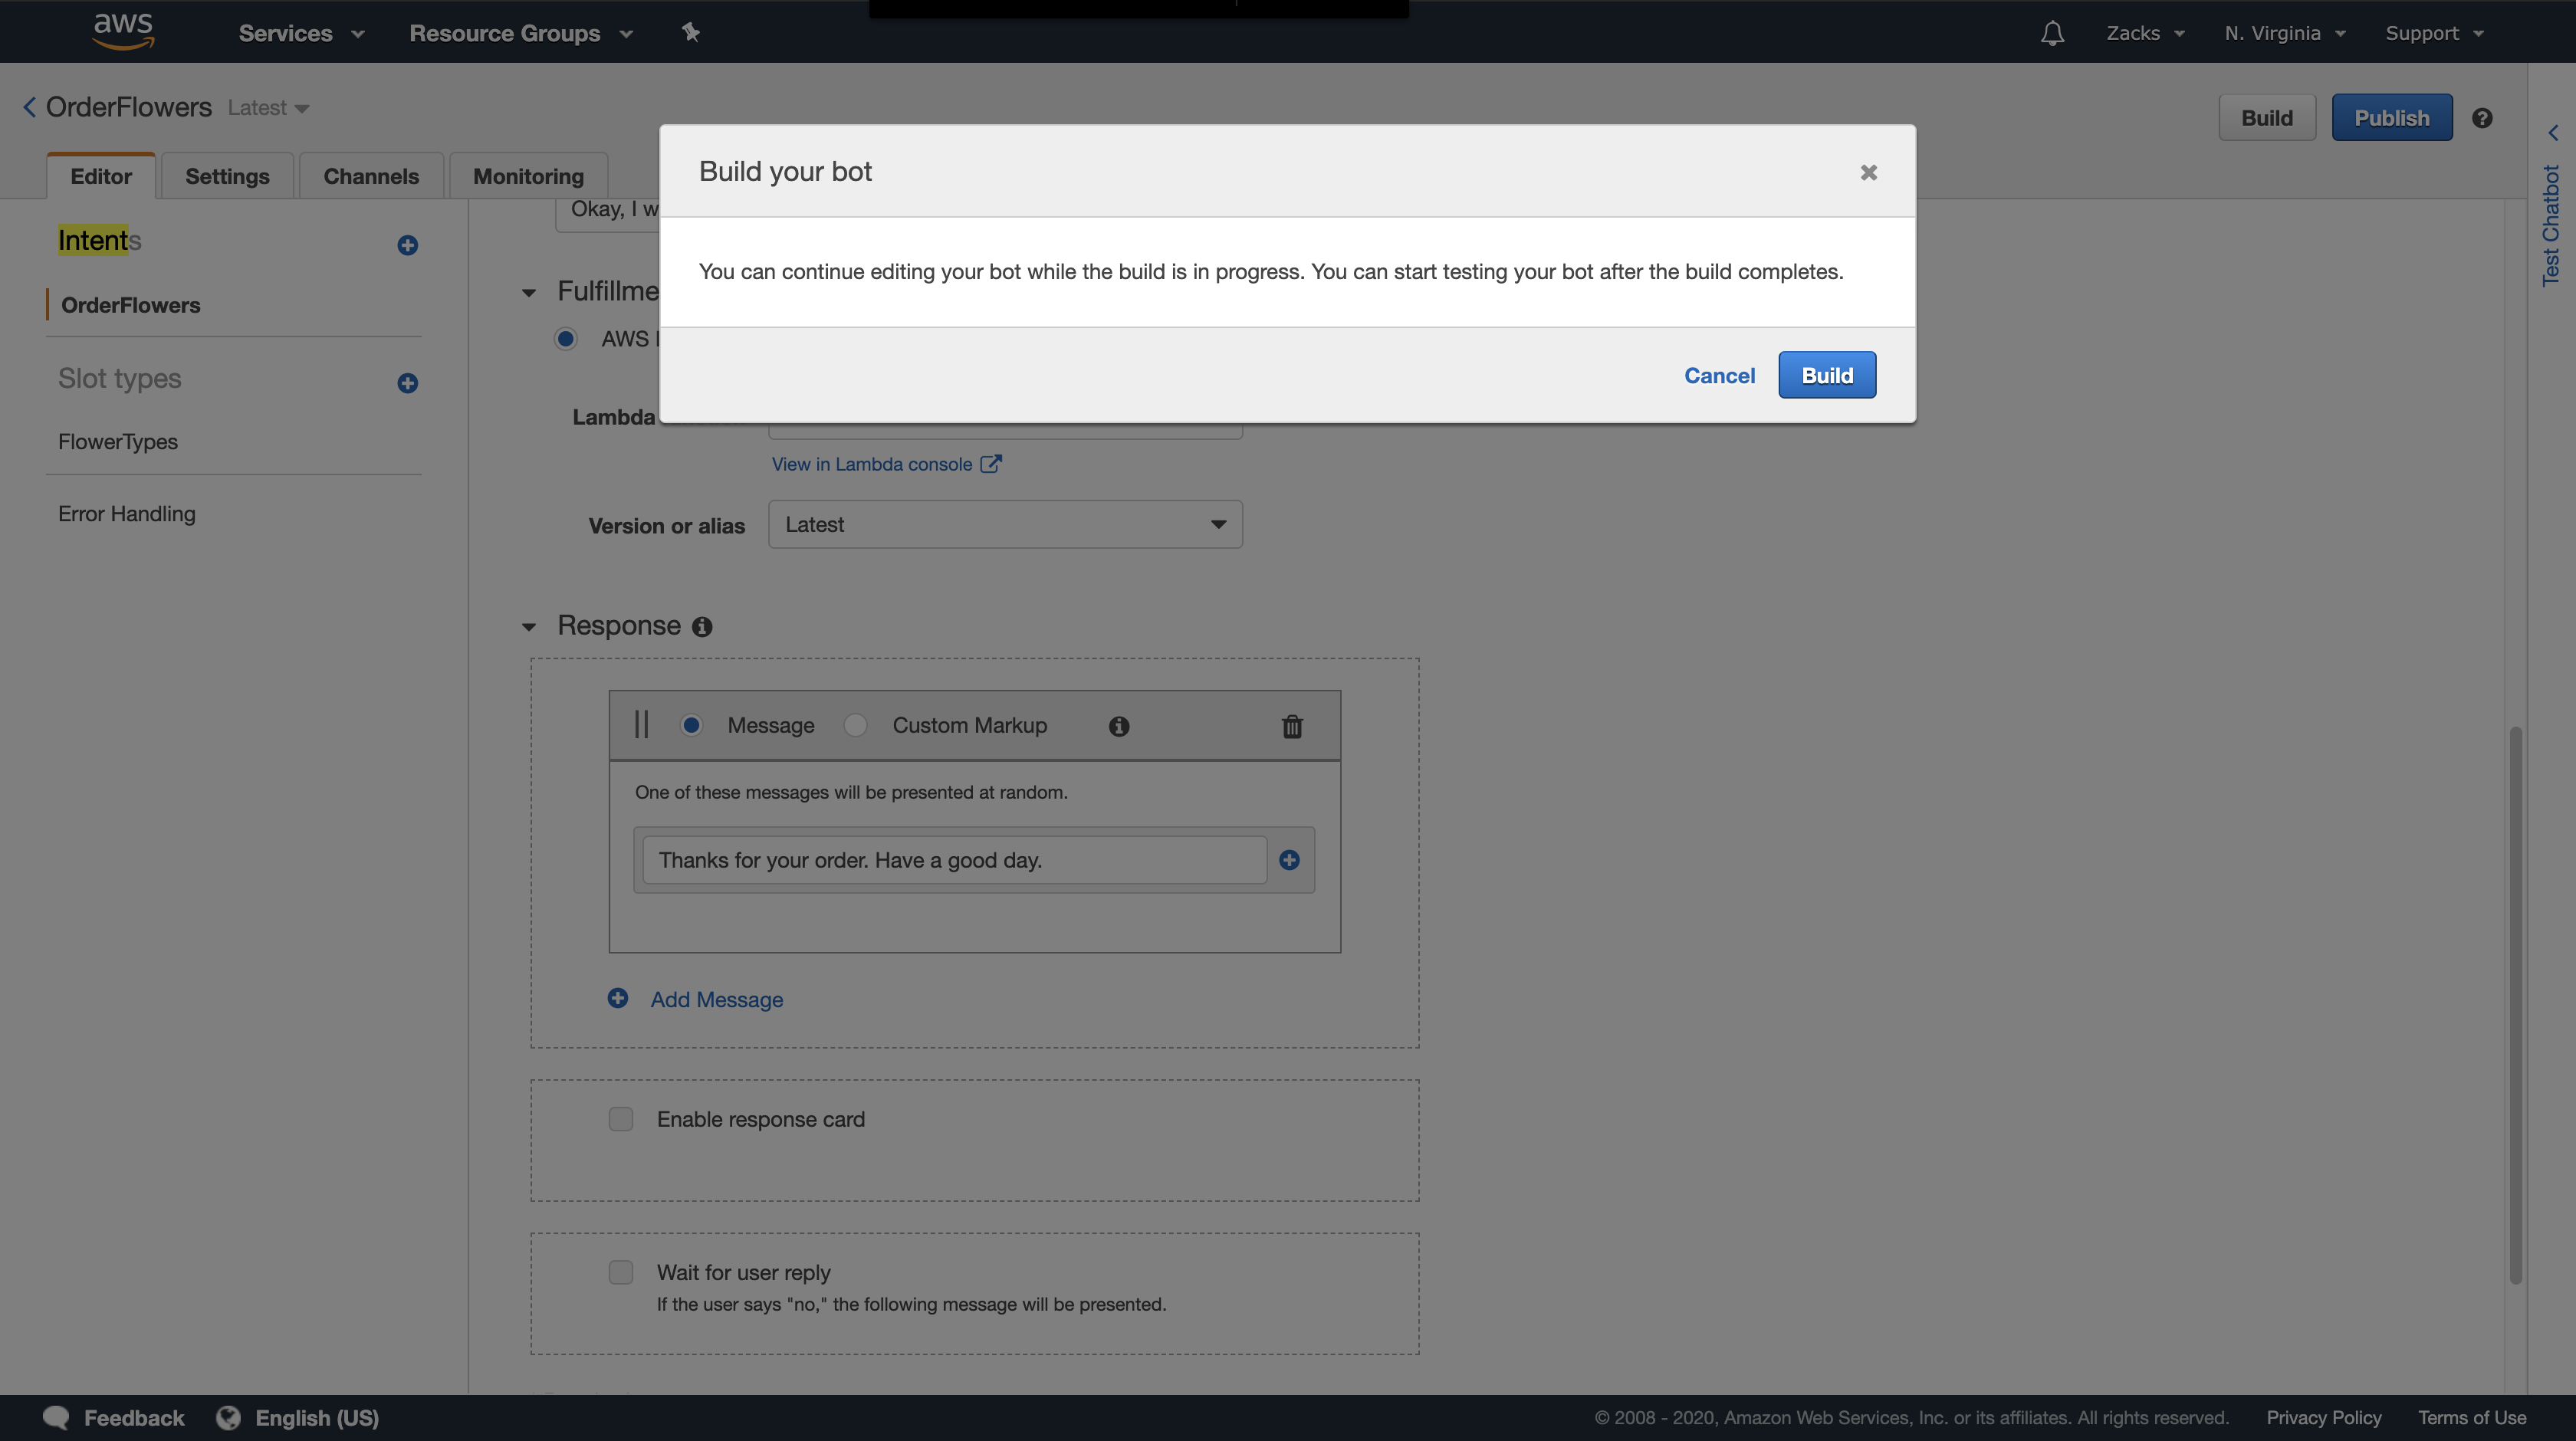 aws Services Resource Groups Zacks N. Virginia Support
OrderFlowers Latest
Build Publish ?
Editor Settings Channels Monitoring
Test Chatbot
Build your bot
You can continue editing your bot while the build is in progress. You can start testing your bot after the build completes.
Cancel Build
Intents
OrderFlowers
Slot types
FlowerTypes
Error Handling
Okay, I w
Fulfillme
AWS
Lambda
View in Lambda console
Version or alias Latest
Response
Message Custom Markup
One of these messages will be presented at random.
Thanks for your order. Have a good day.
Add Message
Enable response card
Wait for user reply
If the user says "no," the following message will be presented.
Feedback English (US)
© 2008 - 2020, Amazon Web Services, Inc. or its affiliates. All rights reserved. Privacy Policy Terms of Use